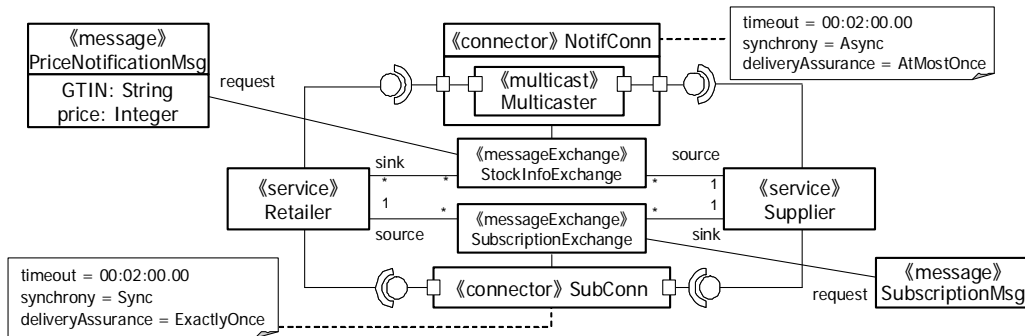 《message》
PriceNotificationMsg
GTIN: String
price: Integer
request
《connector》 NotifConn
《multicast》
Multicaster
timeout = 00:02:00.00
synchrony = Async
deliveryAssurance = AtMostOnce
《messageExchange》
StockInfoExchange
sink
*
*
source
*
1
《service》
Retailer
《service》
Supplier
1
*
source
《messageExchange》
SubscriptionExchange
*
1
sink
timeout = 00:02:00.00
synchrony = Sync
deliveryAssurance = ExactlyOnce
《connector》 SubConn
request
《message》
SubscriptionMsg